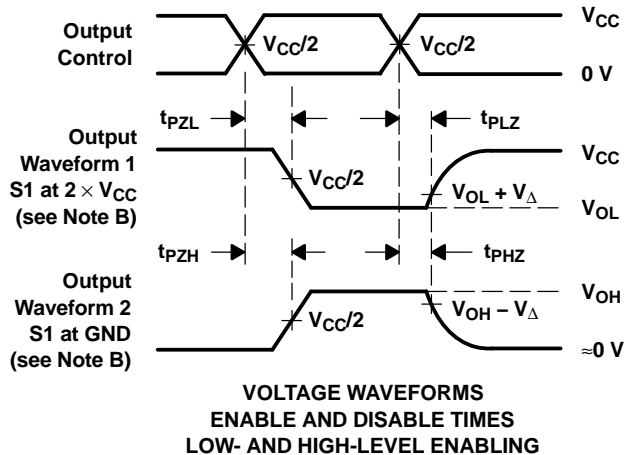 Output
Control
V_CC/2
V_CC/2
V_CC
0 V
t_PZL
t_PLZ
Output
Waveform 1
S1 at 2 × V_CC
(see Note B)
V_CC/2
V_OL + V_Δ
V_CC
V_OL
t_PZH
t_PHZ
Output
Waveform 2
S1 at GND
(see Note B)
V_CC/2
V_OH − V_Δ
V_OH
≈0 V
VOLTAGE WAVEFORMS
ENABLE AND DISABLE TIMES
LOW- AND HIGH-LEVEL ENABLING